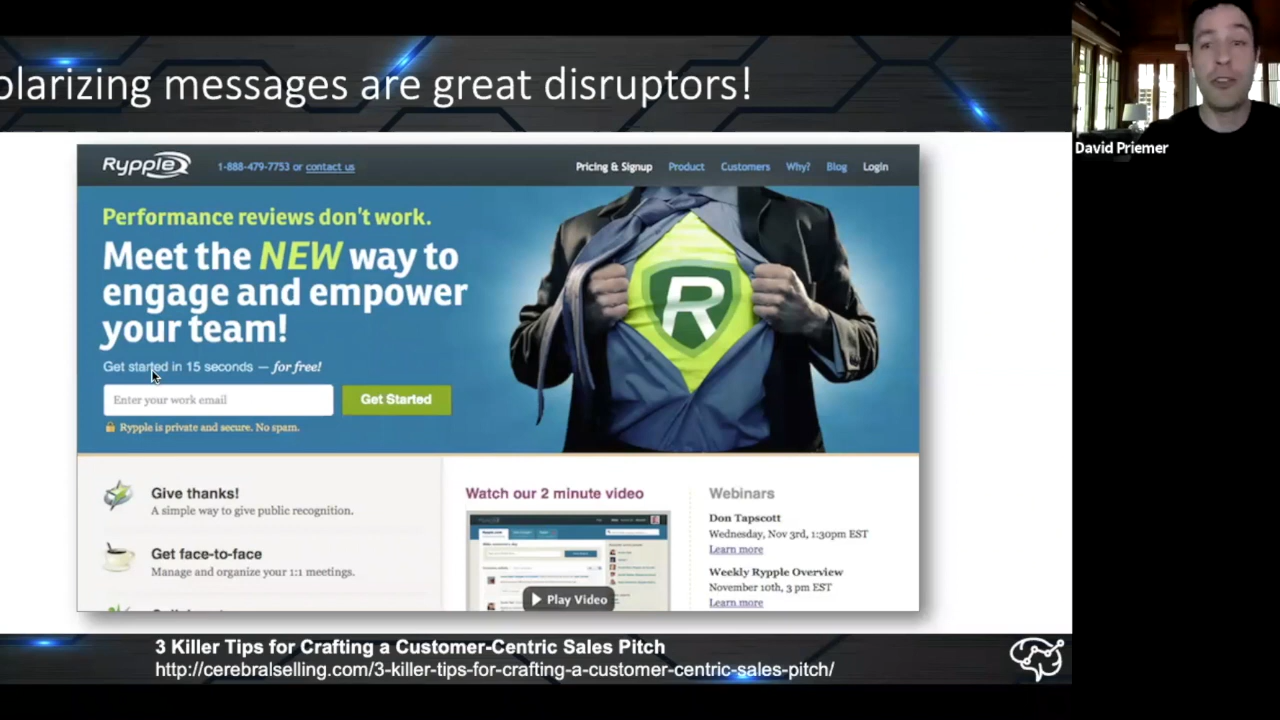 olarizing messages are great disruptors!
David Priemer
Rypple
1-888-479-7753 or contact us
Pricing & Signup Product Customers Why? Blog Login
Performance reviews don't work.
Meet the NEW way to
engage and empower
your team!
Get started in 15 seconds — for free!
Enter your work email
Get Started
Rypple is private and secure. No spam.
R
Give thanks!
A simple way to give public recognition.
Get face-to-face
Manage and organize your 1:1 meetings.
Watch our 2 minute video
Play Video
Webinars
Don Tapscott
Wednesday, Nov 3rd, 1:30pm EST
Learn more
Weekly Rypple Overview
November 10th, 3 pm EST
Learn more
3 Killer Tips for Crafting a Customer-Centric Sales Pitch
http://cerebralselling.com/3-killer-tips-for-crafting-a-customer-centric-sales-pitch/